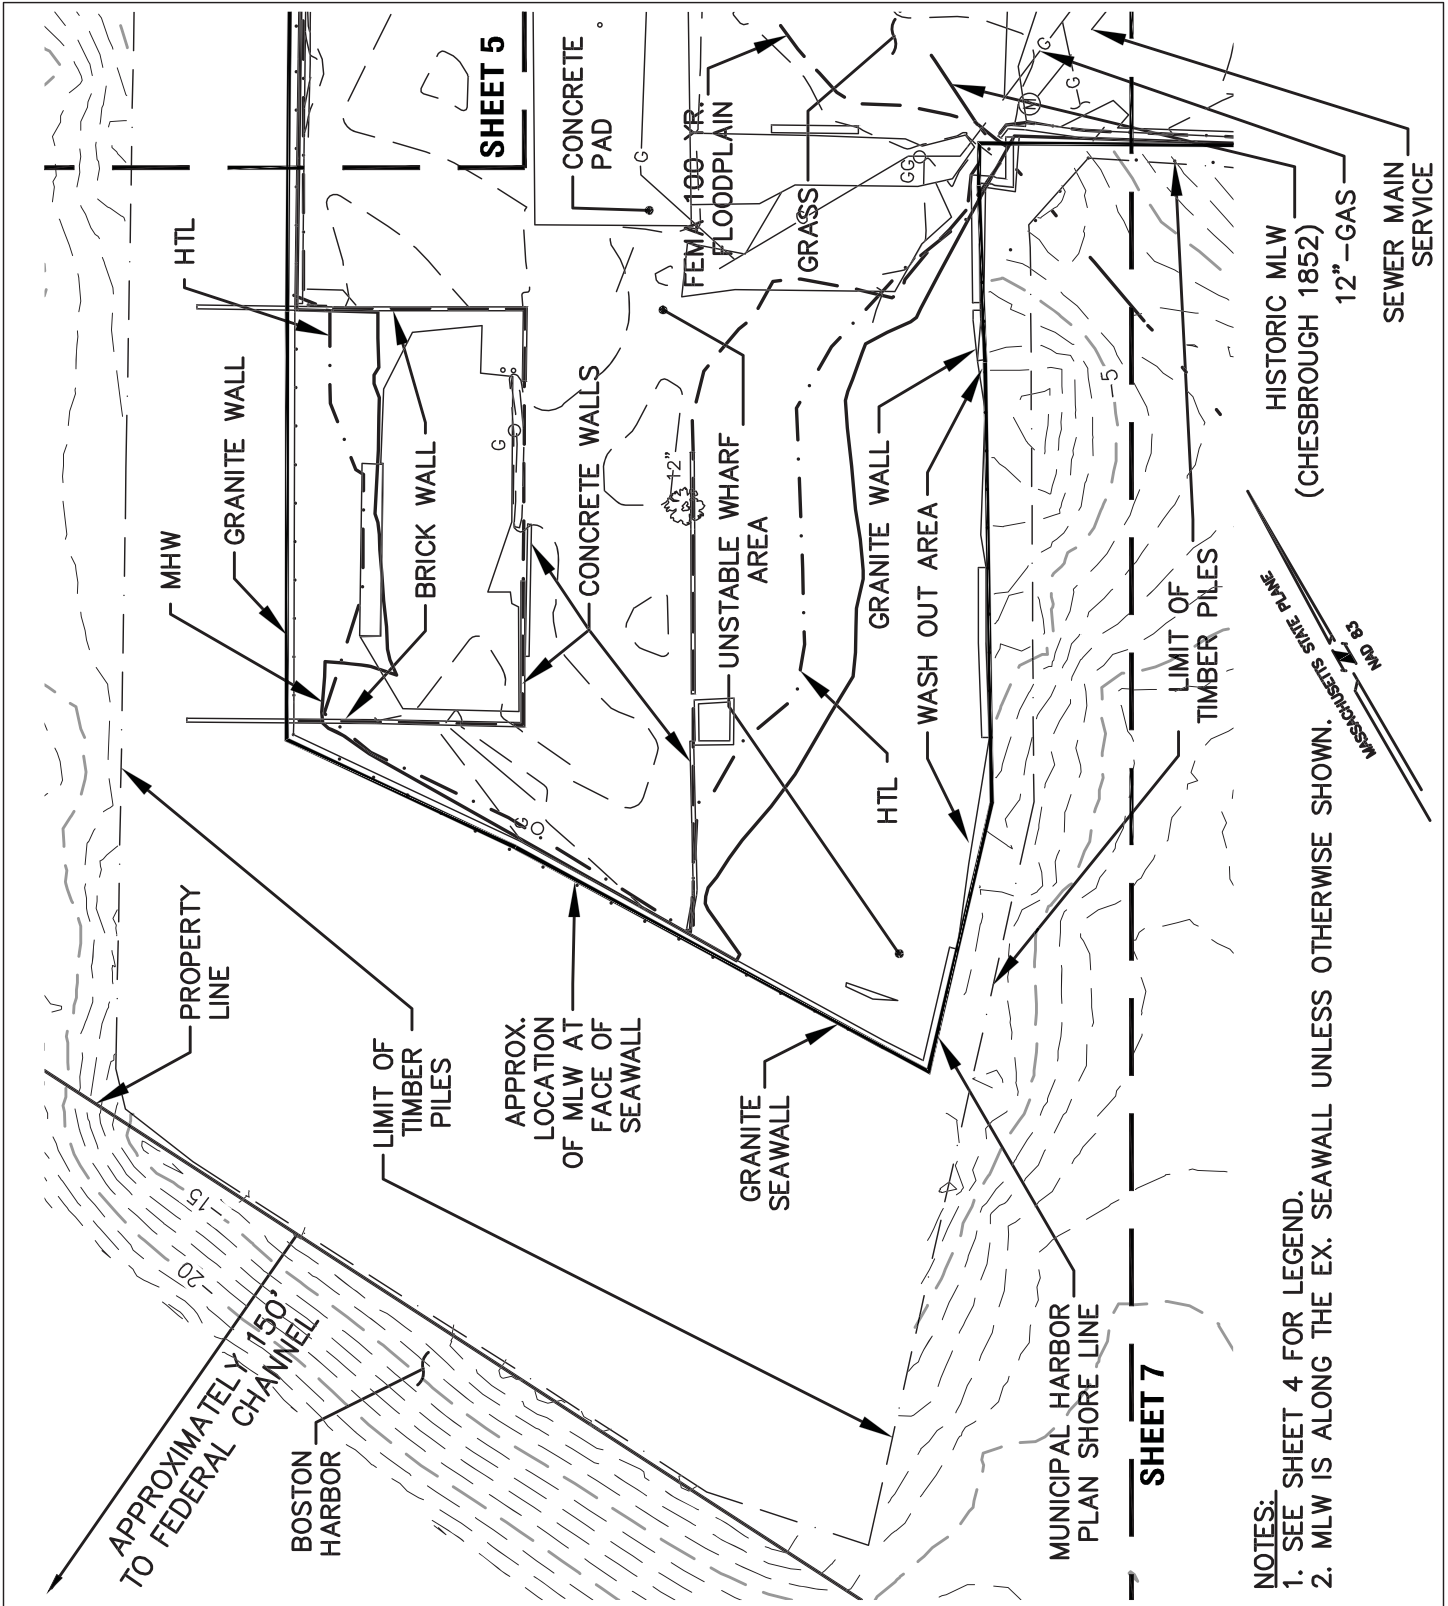 SHEET 5
CONCRETE
PAD
FEMA 100 YR.
FLOODPLAIN
GRASS
HTL
GRANITE WALL
MHW
BRICK WALL
CONCRETE WALLS
12"
UNSTABLE WHARF
AREA
GRANITE WALL
WASH OUT AREA
HTL
LIMIT OF
TIMBER PILES
HISTORIC MLW
(CHESBROUGH 1852)
12"-GAS
SEWER MAIN
SERVICE
G
G
G
G
G
GG
G
-5
MASSACHUSETTS STATE PLANE
N
NAD 83
PROPERTY
LINE
LIMIT OF
TIMBER
PILES
APPROX.
LOCATION
OF MLW AT
FACE OF
SEAWALL
GRANITE
SEAWALL
-15
-20
APPROXIMATELY 150'
TO FEDERAL CHANNEL
BOSTON
HARBOR
MUNICIPAL HARBOR
PLAN SHORE LINE
SHEET 7
NOTES:
1. SEE SHEET 4 FOR LEGEND.
2. MLW IS ALONG THE EX. SEAWALL UNLESS OTHERWISE SHOWN.